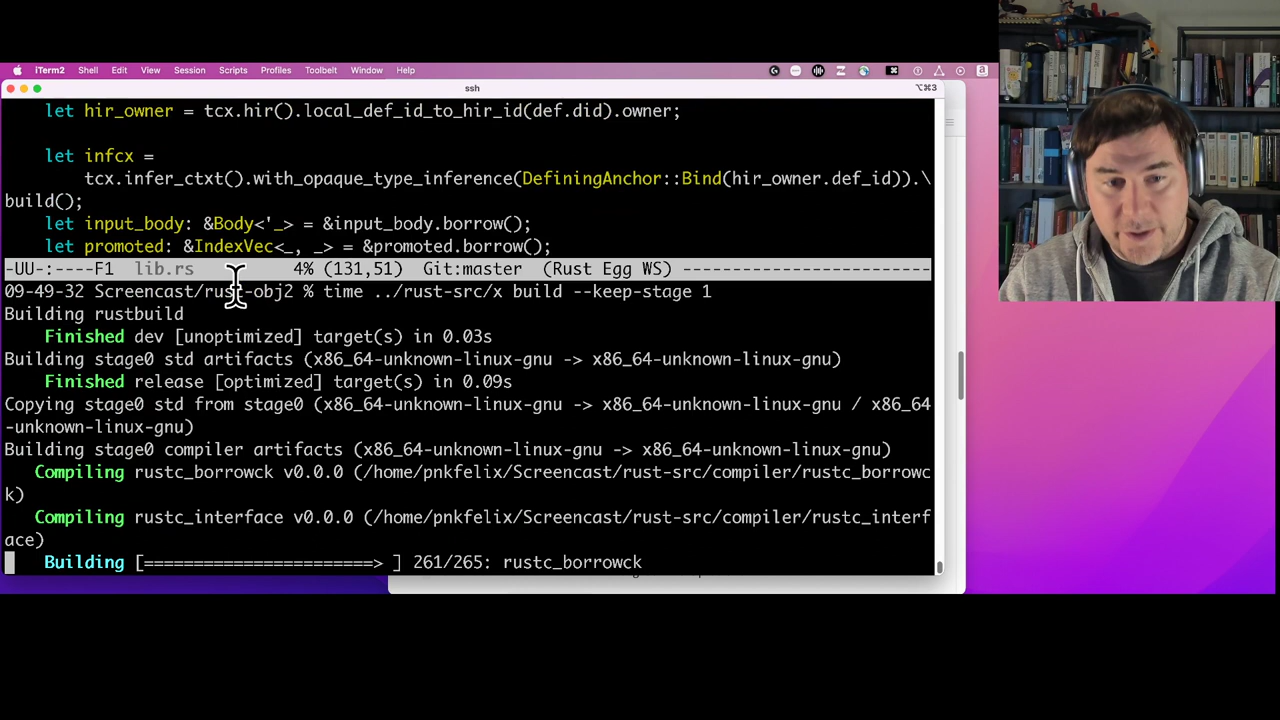 iTerm2 Shell Edit View Session Scripts Profiles Toolbelt Window Help
ssh
⌥⌘3
let hir_owner = tcx.hir().local_def_id_to_hir_id(def.did).owner;
let infcx =
tcx.infer_ctxt().with_opaque_type_inference(DefiningAnchor::Bind(hir_owner.def_id)).\
build();
let input_body: &Body<'_> = &input_body.borrow();
let promoted: &IndexVec<_, _> = &promoted.borrow();
-UU-:----F1 lib.rs 4% (131,51) Git:master (Rust Egg WS) -------------------------
09-49-32 Screencast/rust-obj2 % time ../rust-src/x build --keep-stage 1
Building rustbuild
Finished dev [unoptimized] target(s) in 0.03s
Building stage0 std artifacts (x86_64-unknown-linux-gnu -> x86_64-unknown-linux-gnu)
Finished release [optimized] target(s) in 0.09s
Copying stage0 std from stage0 (x86_64-unknown-linux-gnu -> x86_64-unknown-linux-gnu / x86_64
-unknown-linux-gnu)
Building stage0 compiler artifacts (x86_64-unknown-linux-gnu -> x86_64-unknown-linux-gnu)
Compiling rustc_borrowck v0.0.0 (/home/pnkfelix/Screencast/rust-src/compiler/rustc_borrowc
k)
Compiling rustc_interface v0.0.0 (/home/pnkfelix/Screencast/rust-src/compiler/rustc_interf
ace)
Building [=======================> ] 261/265: rustc_borrowck